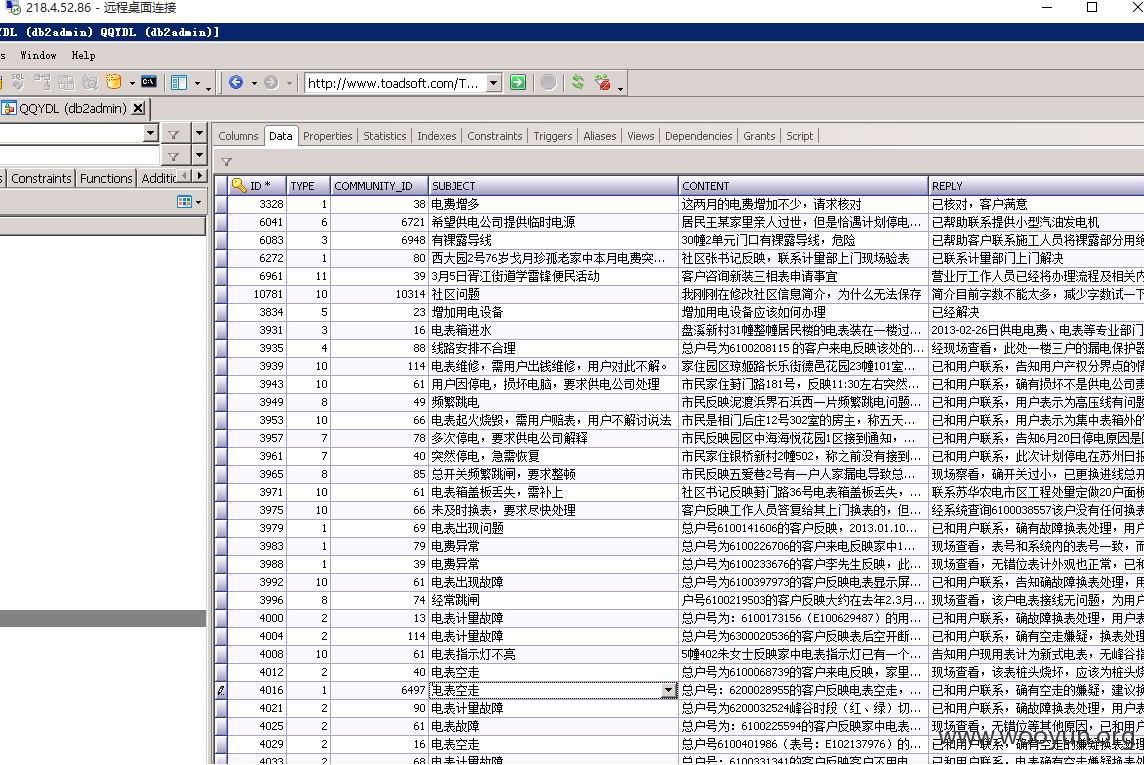 218.4.52.86 - 远程桌面连接
YDL (db2admin) QQYDL (db2admin)]
s Window Help
http://www.toadsoft.com/T...
QQYDL (db2admin)
Columns Data Properties Statistics Indexes Constraints Triggers Aliases Views Dependencies Grants Script
s Constraints Functions Additi
ID * TYPE COMMUNITY_ID SUBJECT CONTENT REPLY
3328 1 38 电费增多 这两月的电费增加不少，请求核对 已核对，客户满意
6041 6 6721 希望供电公司提供临时电源 居民王某家里亲人过世，但是恰遇计划停电... 已帮助联系提供小型汽油发电机
6083 3 6948 有裸露导线 30幢2单元门口有裸露导线，危险 已帮助客户联系施工人员将裸露部分用绝
6272 1 80 西大园2号76岁戈月珍孤老家中本月电费突... 社区张书记反映，联系计量部上门现场验表 已联系计量部门上门解决
6961 11 39 3月5日胥江街道学雷锋便民活动 客户咨询新装三相表申请事宜 营业厅工作人员已经将办理流程及相关内
10781 10 10314 社区问题 我刚刚在修改社区信息简介，为什么无法保存 简介目前字数不能太多，减少字数试一下
3834 5 23 增加用电设备 增加用电设备应该如何办理 已经解决
3931 3 16 电表箱进水 盘溪新村31幢整幢居民楼的电表装在一楼过... 2013-02-26日供电电费、电表等专业部门
3935 4 88 线路安排不合理 总户号为6100208115 的客户来电反映该处的... 经现场查看，此处一楼三户的漏电保护器
3939 10 114 电表维修，需用户出钱维修，用户对此不解。 家住园区琼姬路长乐街德邑花园23幢101室... 已和用户联系，告知用户产权分界点的情
3943 10 61 用户因停电，损坏电脑，要求供电公司处理 市民家住葑门路181号，反映11:30左右突然... 已和用户联系，确有损坏不是供电公司责
3949 8 49 频繁跳电 市民反映泥渡浜界石浜西一片频繁跳电问题... 已和用户联系，用户表示为高压线有问题
3953 10 66 电表起火烧毁，需用户赔表，用户不解讨说法 市民是相门后庄12号302室的房主，称五天... 已和用户联系，用户表示为集中表箱外的
3957 7 78 多次停电，要求供电公司解释 市民反映园区中海海悦花园1区接到通知，... 已和用户联系，告知6月20日停电原因是
3961 7 40 突然停电，急需恢复 市民家住银桥新村2幢502，称之前没有接到... 已和用户联系，此次计划停电在苏州日报
3965 8 85 总开关频繁跳闸，要求整顿 市民反映五爱巷2号有一户人家漏电导致总... 现场察看，确开关过小，已更换进线总开
3971 10 61 电表箱盖板丢失，需补上 社区书记反映葑门路36号电表箱盖板丢失，... 联系苏华农电市区工程处量定做20户面板
3975 10 66 未及时换表，要求尽快处理 客户反映工作人员答复给其上门换表的，但... 经系统查询6100038557该户没有任何换表
3979 1 69 电表出现问题 总户号6100141606的客户反映，2013.01.10... 已和用户联系，确有故障换表处理，用户
3983 1 79 电费异常 总户号为6100226706的客户来电反映家中1... 现场查看，表号和系统内的表号一致，而
3988 1 39 电费异常 总户号为6100233676的客户李先生反映，此... 现场查看，无错位表计外观也正常，已和
3992 10 61 电表出现故障 总户号为6100397973的客户反映电表显示屏... 已和用户联系，告知确故障换表处理，用
3996 8 74 经常跳闸 户号6100219503的客户反映大约在去年2.3月... 现场查看，该户电表接线无问题，为用户
4000 2 13 电表计量故障 总户号为：6100173156（E100629487）的用... 已和用户联系，确故障换表处理，用户表
4004 2 114 电表计量故障 总户号为6300020536的客户反映表后空开断... 已和用户联系，确有空走嫌疑，换表处理
4008 10 61 电表指示灯不亮 5幢402朱女士反映家中电表指示灯已有一个... 告知用户现用表计为新式电表，无峰谷指
4012 2 40 电表空走 总户号为6100068739的客户来电反映，家里... 现场查看，该表桩头烧坏，应该为桩头烧
4016 1 6497 电表空走 总户号：6200028955的客户反映电表空走，... 已和用户联系，确有空走的嫌疑，建议换
4021 2 90 电表计量故障 总户号为6200032524峰谷时段（红、绿）切... 已和用户联系，确故障换表处理，用户表
4025 2 61 电表故障 总户号为：6100225594的客户反映家中电表... 现场查看，无错位等其他原因，已和用户
4029 2 16 电表空走 总户号6100401986（表号：E102137976）的... 已和用户联系，确有空走的嫌疑换表处
4033 2 68 电表计量故障 总户号6100331341的客户反映客户不用电... 已和用户联系，电表确有空走嫌疑换表
www.wooyun.org